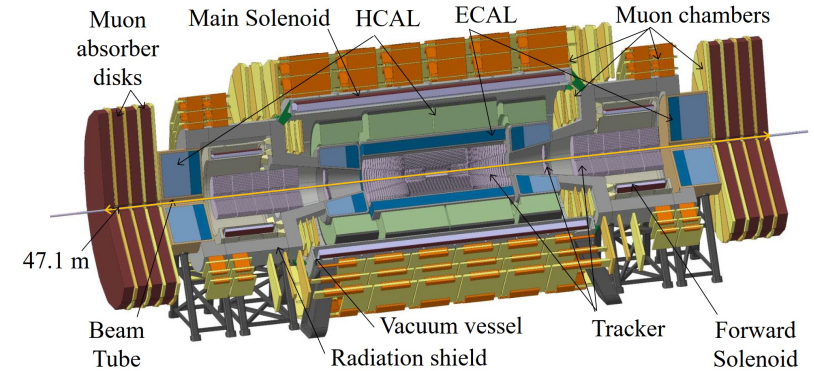 Muon
absorber
disks
Main Solenoid
HCAL
ECAL
Muon chambers
47.1 m
Beam
Tube
Vacuum vessel
Radiation shield
Tracker
Forward
Solenoid